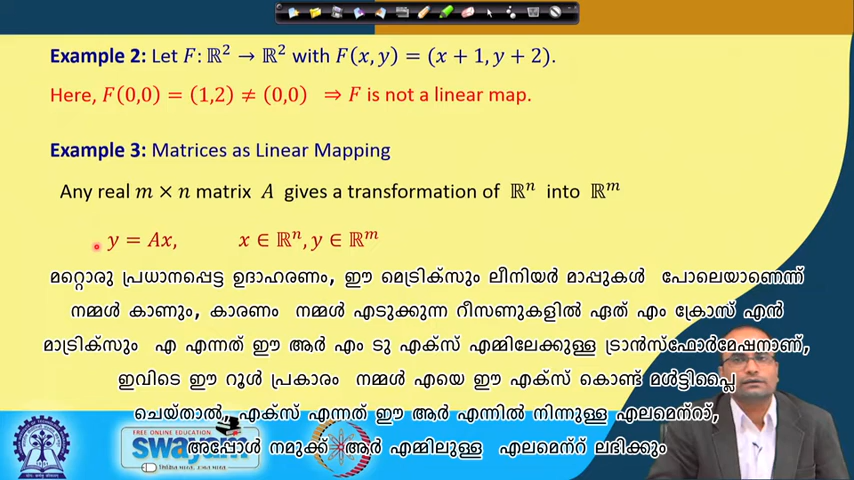 Example 2: Let F: ℝ² → ℝ² with F(x, y) = (x + 1, y + 2).
Here, F(0,0) = (1,2) ≠ (0,0) ⇒ F is not a linear map.
Example 3: Matrices as Linear Mapping
Any real m × n matrix A gives a transformation of ℝⁿ into ℝᵐ
y = Ax, x ∈ ℝⁿ, y ∈ ℝᵐ
മറ്റൊരു പ്രധാനപ്പെട്ട ഉദാഹരണം, ഈ മെട്രിക്സും ലീനിയർ മാപ്പുകൾ പോലെയാണെന്ന്
നമ്മൾ കാണും, കാരണം നമ്മൾ എടുക്കുന്ന റീസണുകളിൽ ഏത് എം ക്രോസ് എൻ
മാട്രിക്സും എ എന്നത് ഈ ആർ എം ടു എക്സ് എമ്മിലേക്കുള്ള ട്രാൻസ്ഫോർമേഷനാണ്,
ഇവിടെ ഈ റൂൾ പ്രകാരം നമ്മൾ എയെ ഈ എക്സ് കൊണ്ട് മൾട്ടിപ്ലൈ
ചെയ്താൽ, എക്സ് എന്നത് ഈ ആർ എന്നിൽ നിന്നുള്ള എലമെന്റാ്,
അപ്പോൾ നമുക്ക് ആർ എമ്മിലുള്ള എലമെന്റ് ലഭിക്കും
FREE ONLINE EDUCATION
swayam